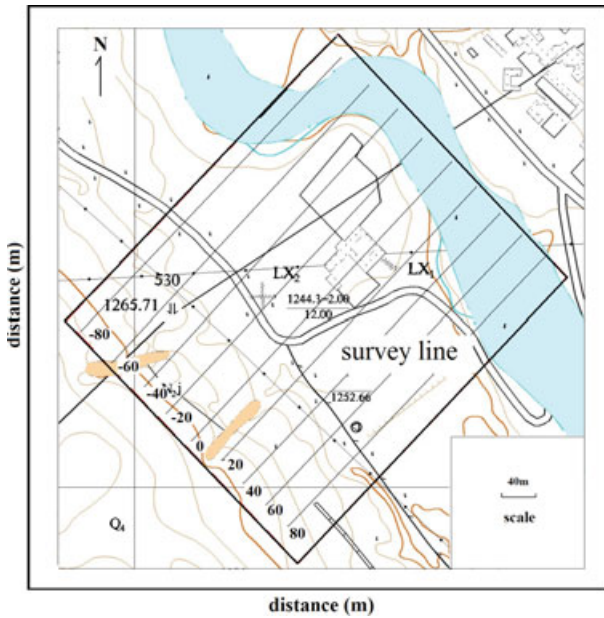 N
530
LX₂
LX₁
1265.71
1244.3-2.00
12.00
-80
survey line
-60
-40
-20
1252.66
0
20
40
40m
60
scale
80
Q₄
distance (m)
distance (m)